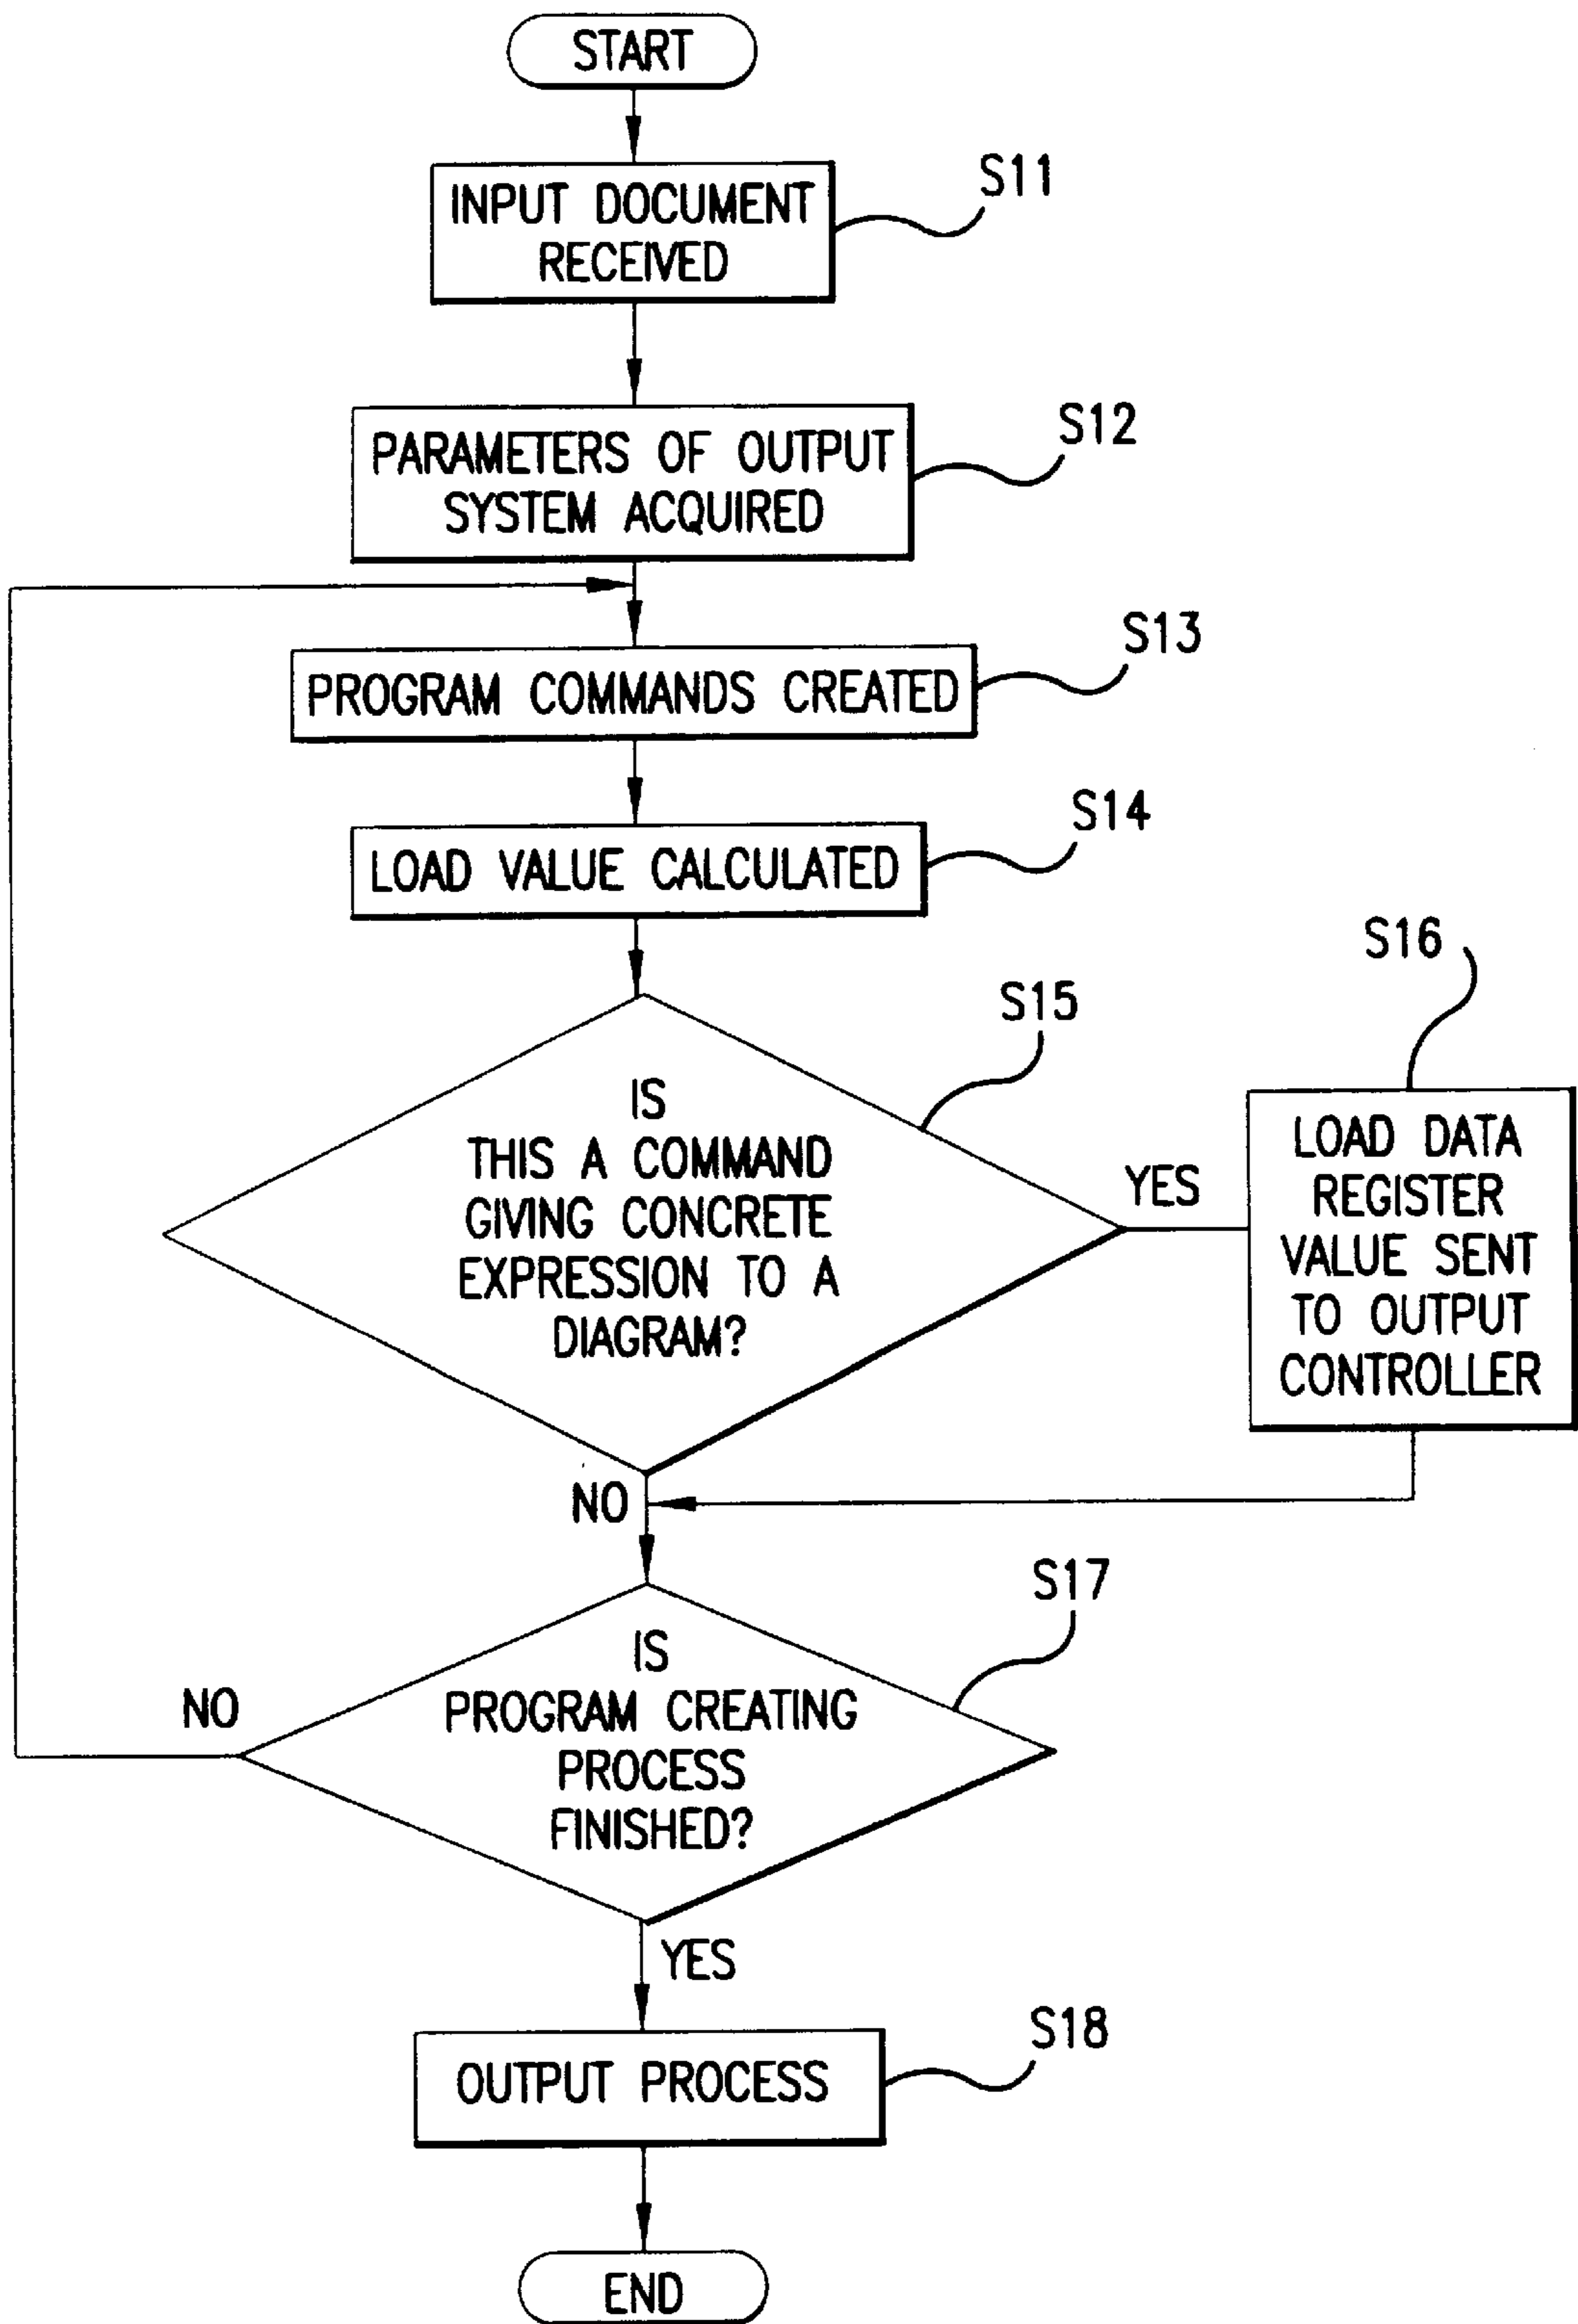 START
INPUT DOCUMENT
RECEIVED
S11
PARAMETERS OF OUTPUT
SYSTEM ACQUIRED
S12
PROGRAM COMMANDS CREATED
S13
LOAD VALUE CALCULATED
S14
IS
THIS A COMMAND
GIVING CONCRETE
EXPRESSION TO A
DIAGRAM?
S15
YES
S16
LOAD DATA
REGISTER
VALUE SENT
TO OUTPUT
CONTROLLER
NO
IS
PROGRAM CREATING
PROCESS
FINISHED?
S17
NO
YES
OUTPUT PROCESS
S18
END